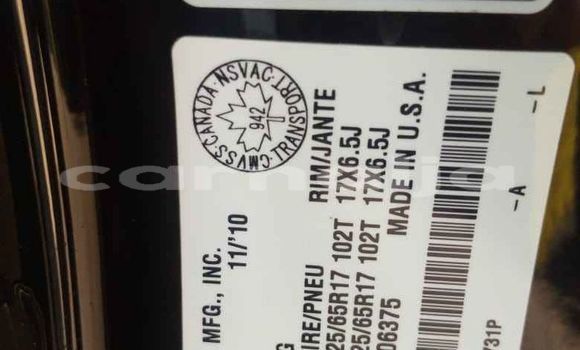 CMVSS·CANADA·NSVAC·TRANSPORT·
942
MFG., INC.
11/'10
IRE/PNEU RIM/JANTE
25/65R17 102T 17X6.5J
25/65R17 102T 17X6.5J
06375 MADE IN U.S.A.
-A -L